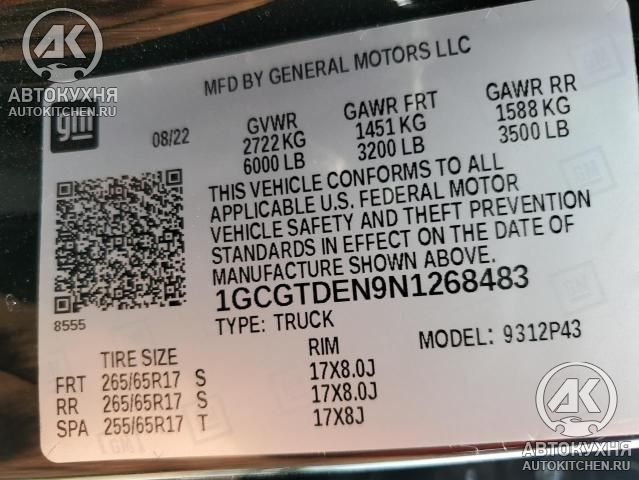 АВТОКУХНЯ
AUTOKITCHEN.RU
gm
MFD BY GENERAL MOTORS LLC
08/22
GVWR GAWR FRT GAWR RR
2722 KG 1451 KG 1588 KG
6000 LB 3200 LB 3500 LB
THIS VEHICLE CONFORMS TO ALL
APPLICABLE U.S. FEDERAL MOTOR
VEHICLE SAFETY AND THEFT PREVENTION
STANDARDS IN EFFECT ON THE DATE OF
MANUFACTURE SHOWN ABOVE.
1GCGTDEN9N1268483
8555
TYPE: TRUCK MODEL: 9312P43
TIRE SIZE RIM
FRT 265/65R17 S 17X8.0J
RR 265/65R17 S 17X8.0J
SPA 255/65R17 T 17X8J
АВТОКУХНЯ
AUTOKITCHEN.RU